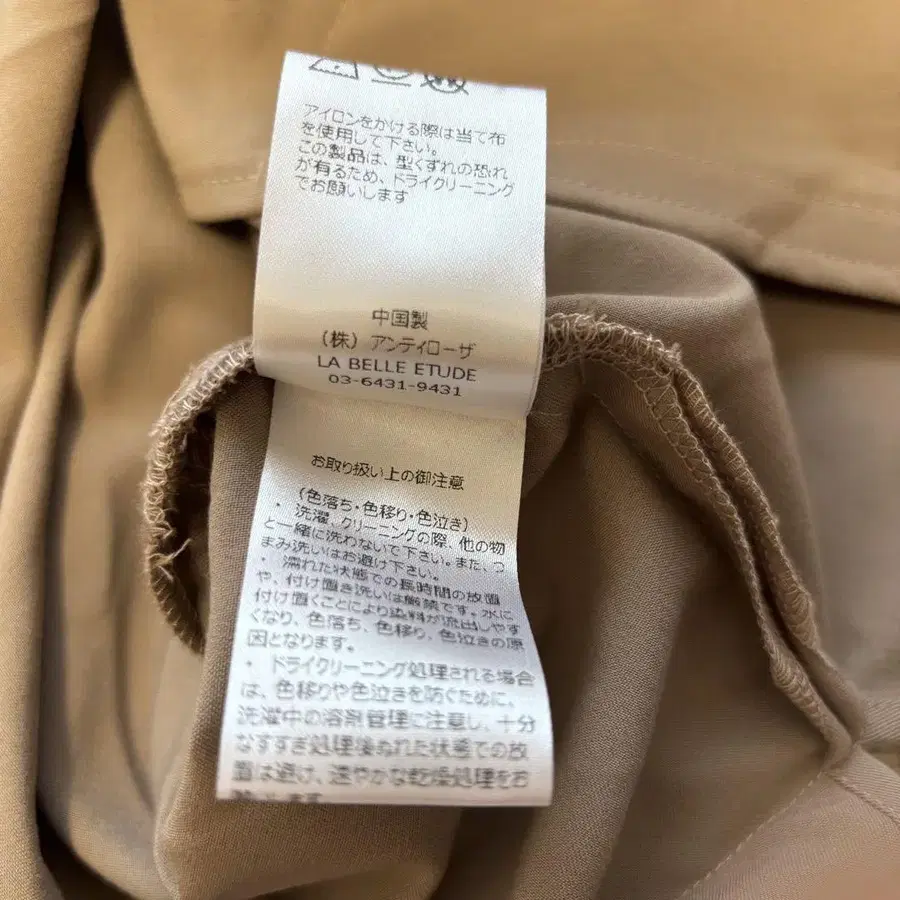 アイロンをかける際は当て布
を使用して下さい。
この製品は、型くずれの恐れ
が有るため、ドライクリーニング
でお願いします
中国製
(株) アンティローザ
LA BELLE ETUDE
03-6431-9431
お取り扱い上の御注意
(色落ち・色移り・色泣き)
・洗濯、クリーニングの際、他の物
と一緒に洗わないで下さい。また、つ
まみ洗いはお避け下さい。
・濡れた状態での長時間の放置
や、付け置き洗いは厳禁です。水に
付け置くことにより染料が流出しやす
くなり、色落ち、色移り、色泣きの原
因となります。
・ドライクリーニング処理される場合
は、色移りや色泣きを防ぐために、
洗濯中の溶剤管理に注意し、十分
なすすぎ処理後ぬれた状態での放
置は避け、速やかな乾燥処理をお